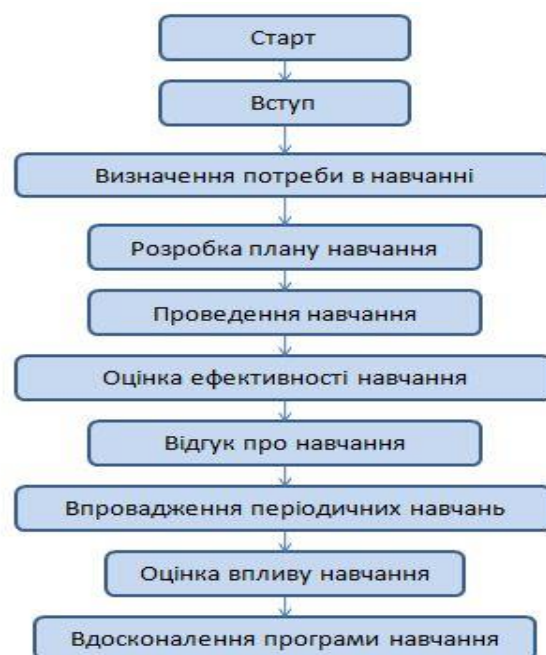 Старт
Вступ
Визначення потреби в навчанні
Розробка плану навчання
Проведення навчання
Оцінка ефективності навчання
Відгук про навчання
Впровадження періодичних навчань
Оцінка впливу навчання
Вдосконалення програми навчання